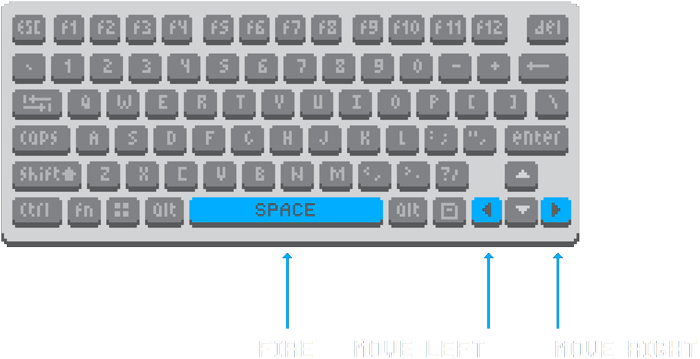 ESC f1 f2 f3 f4 f5 f6 f7 f8 f9 f10 f11 f12 del
` 1 2 3 4 5 6 7 8 9 0 - + ←
Q W E R T Y U I O P [ ] \
CAPS A S D F G H J K L : ; " , enter
Shift Z X C V B N M < , > . ? /
Ctrl fn Alt SPACE Alt
FIRE MOVE LEFT MOVE RIGHT